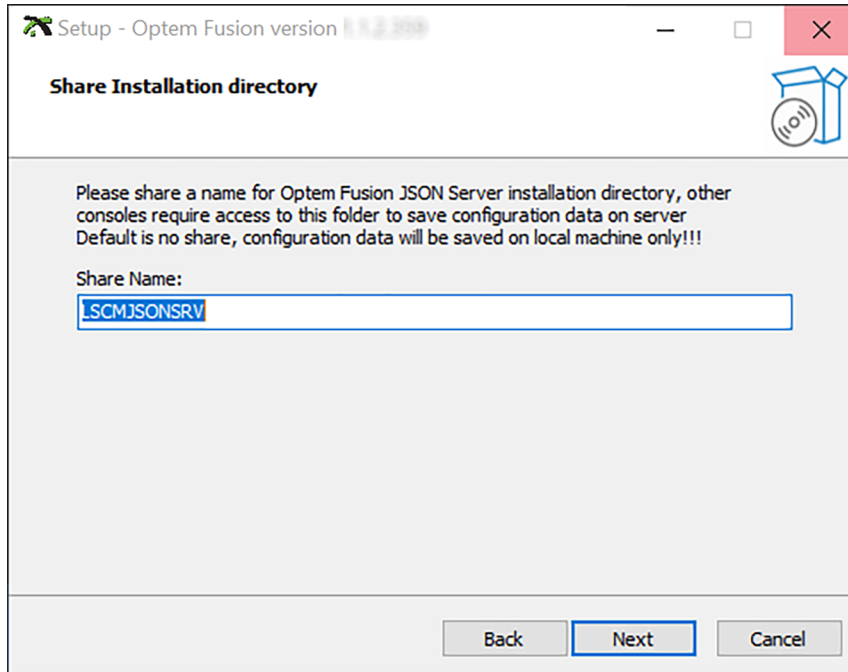 Setup - Optem Fusion version
Share Installation directory
Please share a name for Optem Fusion JSON Server installation directory, other
consoles require access to this folder to save configuration data on server
Default is no share, configuration data will be saved on local machine only!!!
Share Name:
LSCMJSONSRV
Back
Next
Cancel